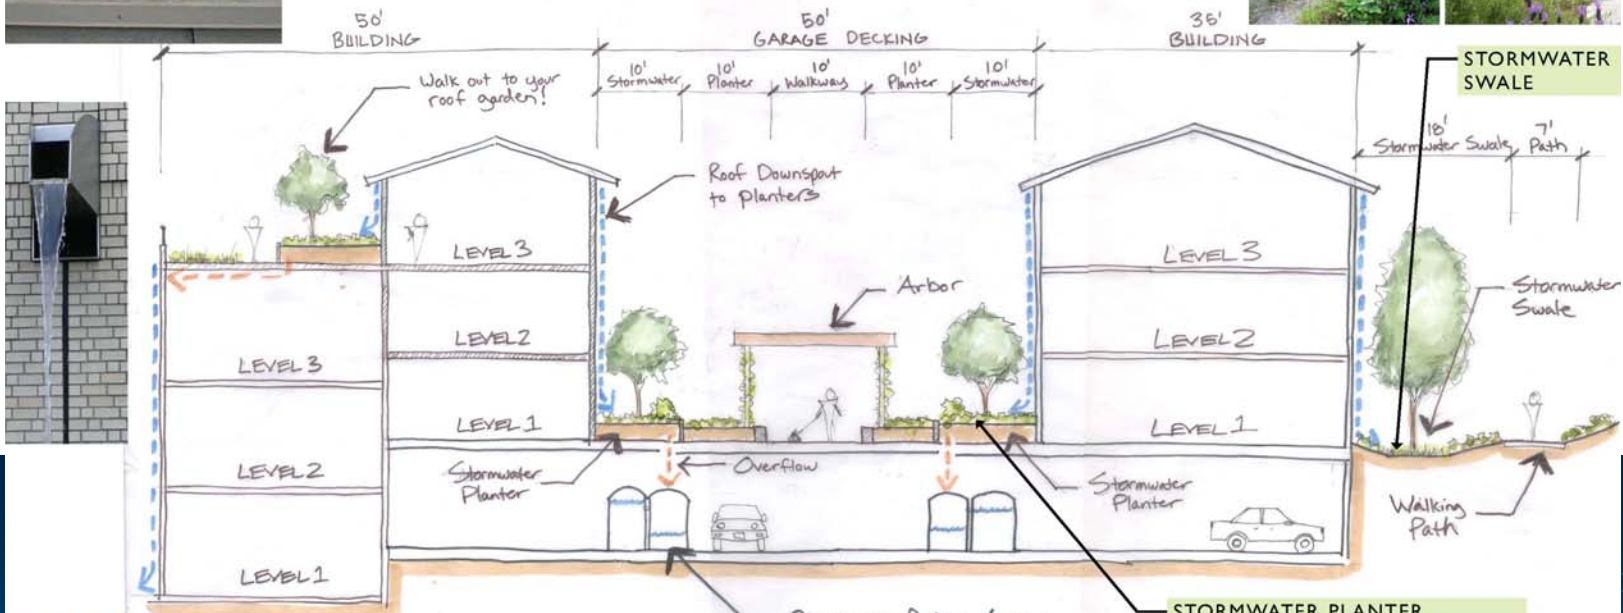 50'
BUILDING
50'
GARAGE DECKING
35'
BUILDING
STORMWATER
SWALE
10'
Stormwater
10'
Planter
10'
Walkway
10'
Planter
10'
Stormwater
18'
Stormwater Swale
7'
Path
Walk out to your
roof garden!
Roof Downspout
to planters
LEVEL 3
LEVEL 3
Arbor
Stormwater
Swale
LEVEL 2
LEVEL 2
LEVEL 3
LEVEL 1
LEVEL 1
LEVEL 2
Stormwater
Planter
Overflow
Stormwater
Planter
Walking
Path
LEVEL 1
STORMWATER PLANTER